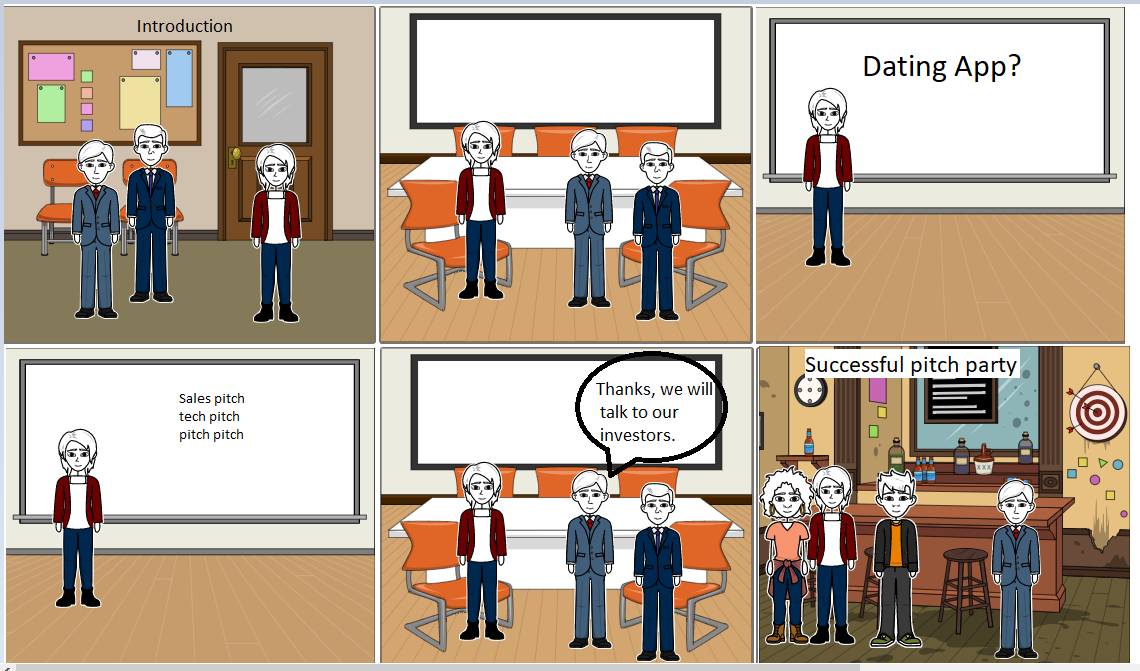 Introduction
Dating App?
Sales pitch
tech pitch
pitch pitch
Thanks, we will
talk to our
investors.
Successful pitch party
XXX